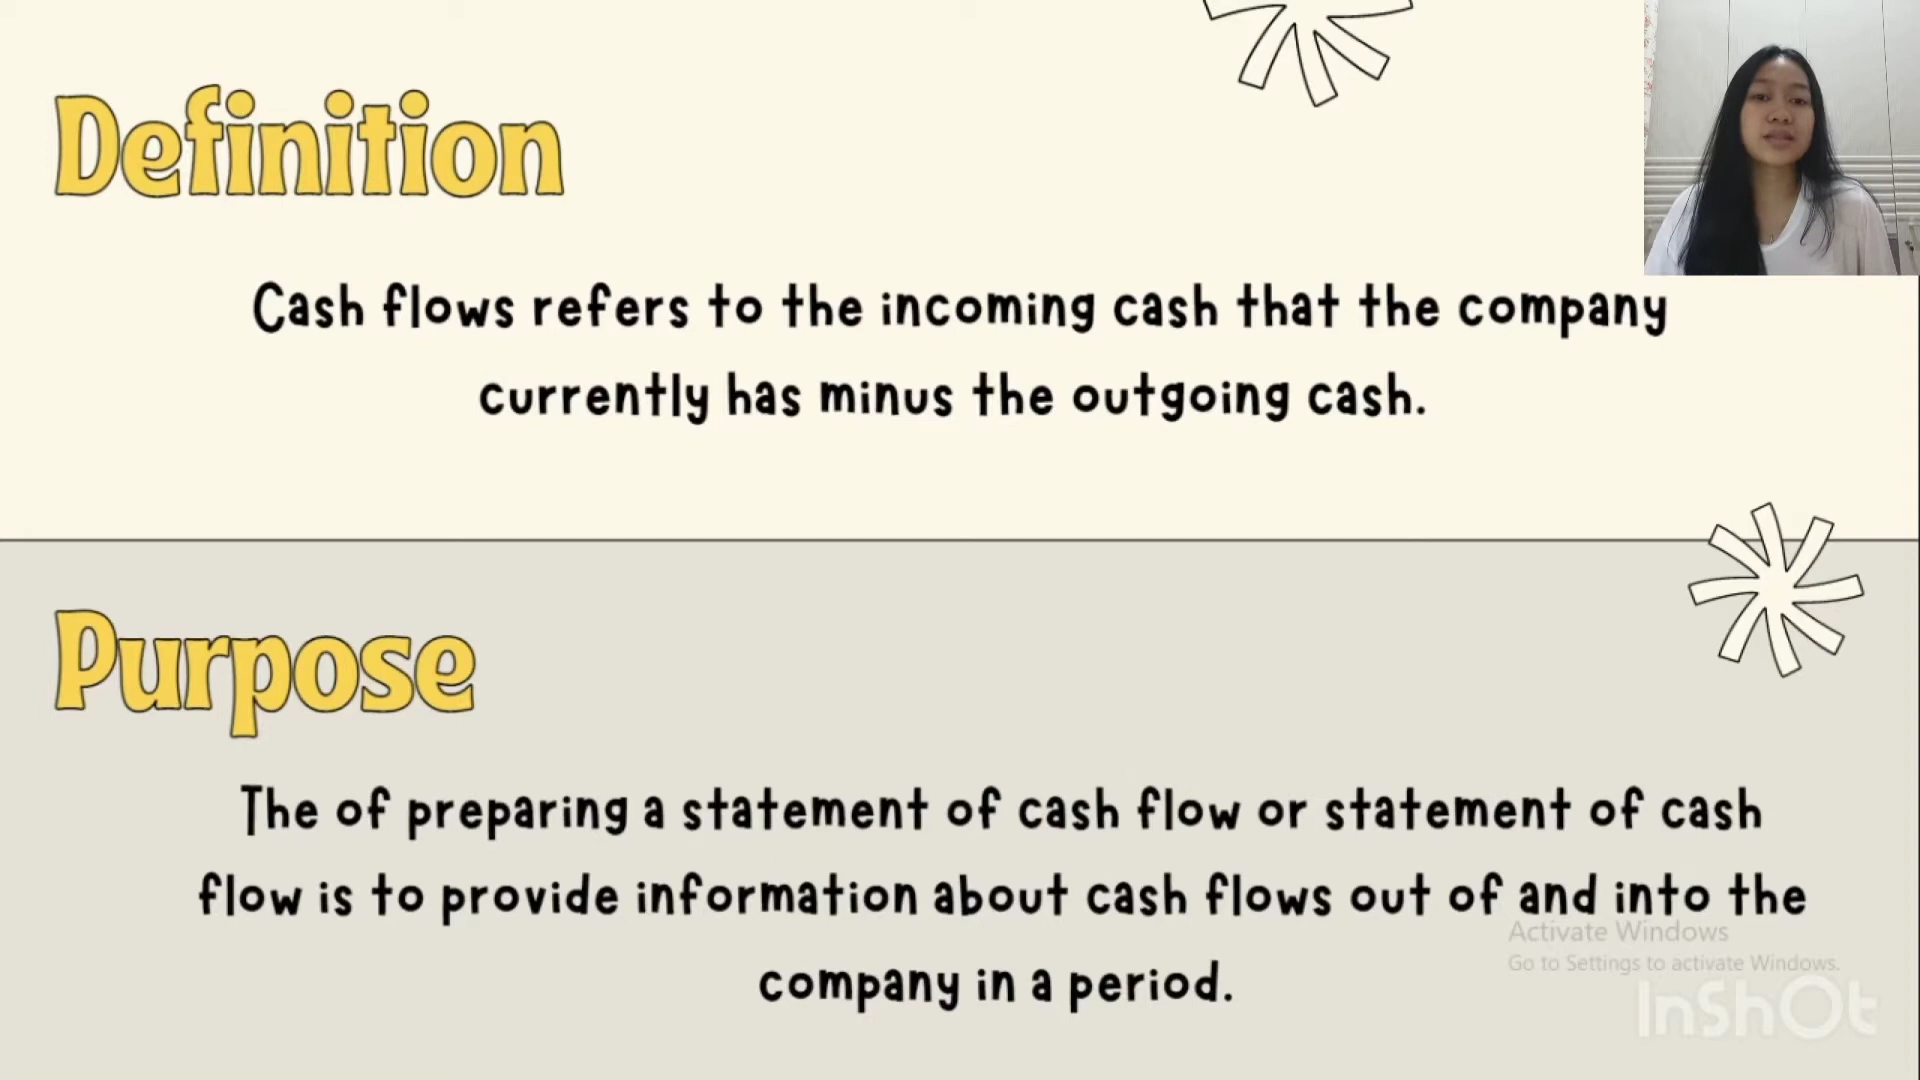 Definition
Cash flows refers to the incoming cash that the company
currently has minus the outgoing cash.
Purpose
The of preparing a statement of cash flow or statement of cash
flow is to provide information about cash flows out of and into the
company in a period.
Activate Windows
Go to Settings to activate Windows.
InShOt